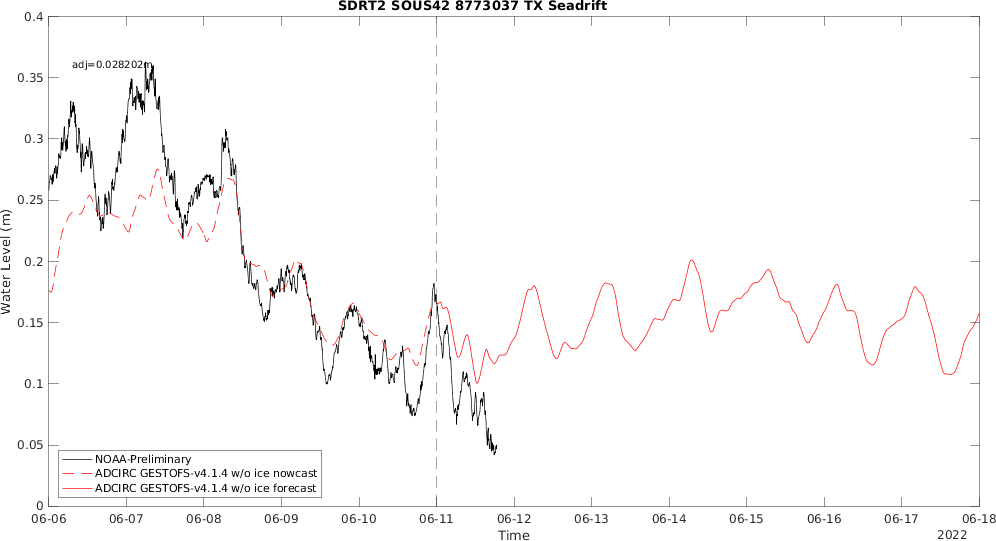 SDRT2 SOUS42 8773037 TX Seadrift
0.4
adj=0.028202m
0.35
0.3
0.25
0.2
0.15
0.1
0.05
0
Water Level (m)
NOAA-Preliminary
ADCIRC GESTOFS-v4.1.4 w/o ice nowcast
ADCIRC GESTOFS-v4.1.4 w/o ice forecast
06-06 06-07 06-08 06-09 06-10 06-11 06-12 06-13 06-14 06-15 06-16 06-17 06-18
Time
2022